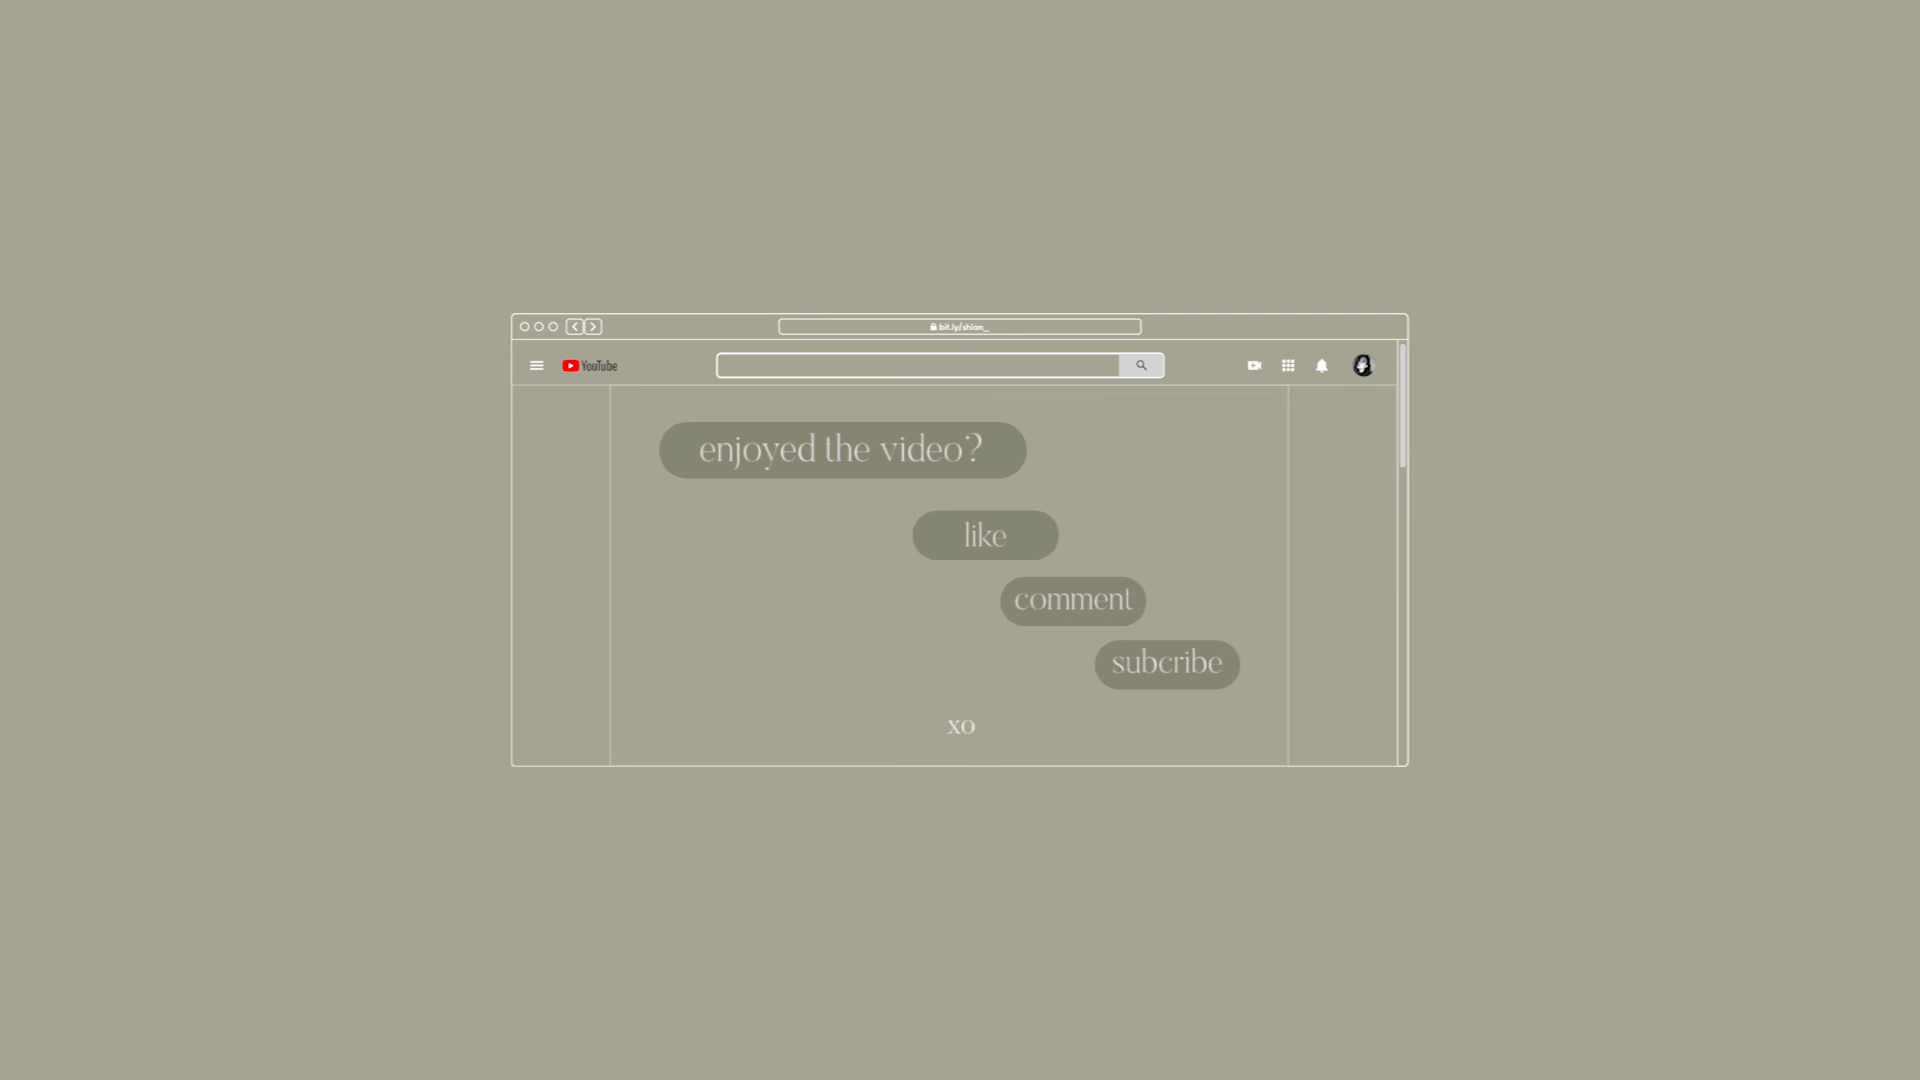 bit.ly/shian_
YouTube
enjoyed the video?
like
comment
subcribe
xo